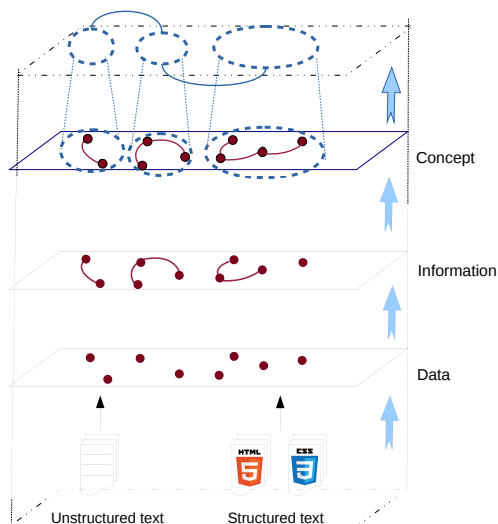 Concept
Information
Data
HTML
5
CSS
3
Unstructured text
Structured text